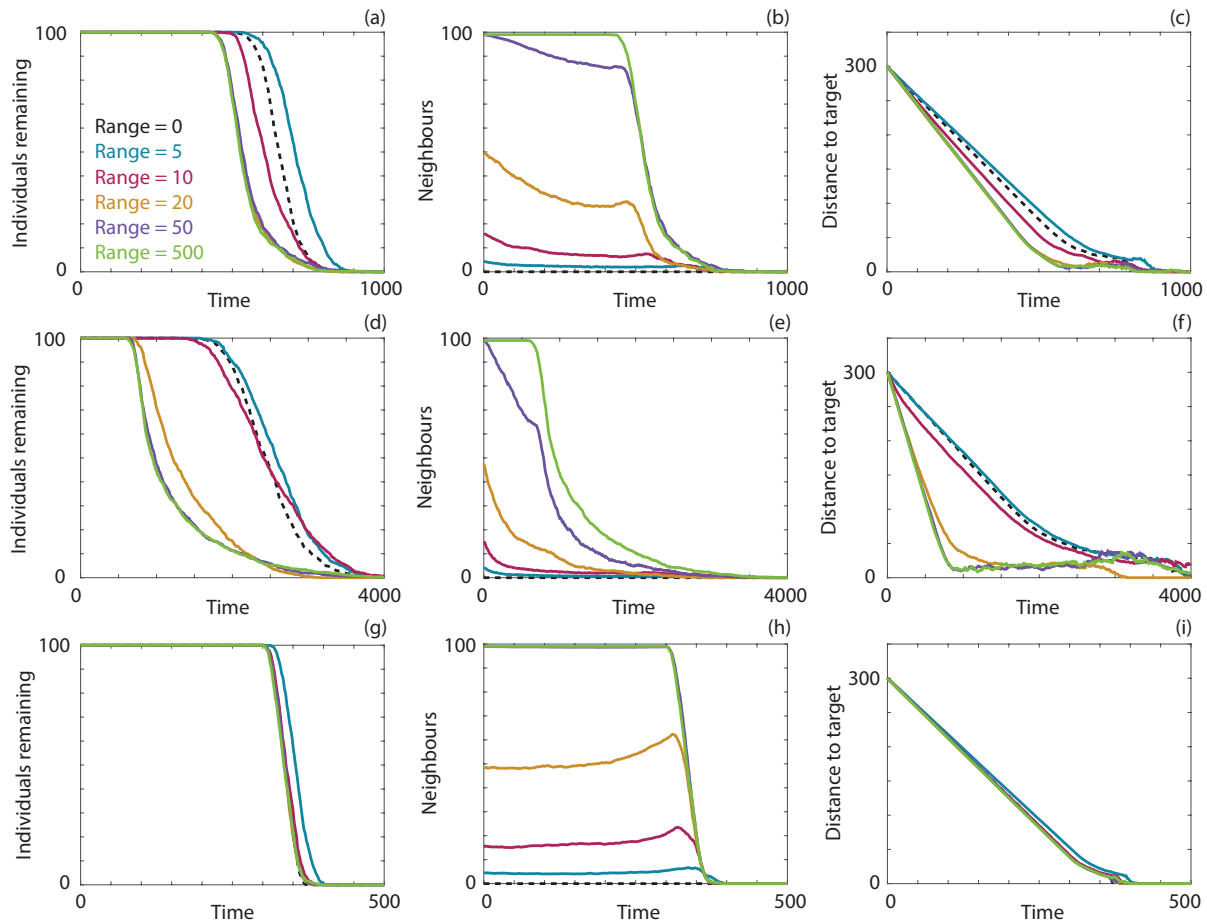 (a)
100
Individuals remaining
Range = 0
Range = 5
Range = 10
Range = 20
Range = 50
Range = 500
0
0
Time
1000
(b)
100
Neighbours
0
0
Time
1000
(c)
300
Distance to target
0
0
Time
1000
(d)
100
Individuals remaining
0
0
Time
4000
(e)
100
Neighbours
0
0
Time
4000
(f)
300
Distance to target
0
0
Time
4000
(g)
100
Individuals remaining
0
0
Time
500
(h)
100
Neighbours
0
0
Time
500
(i)
300
Distance to target
0
0
Time
500